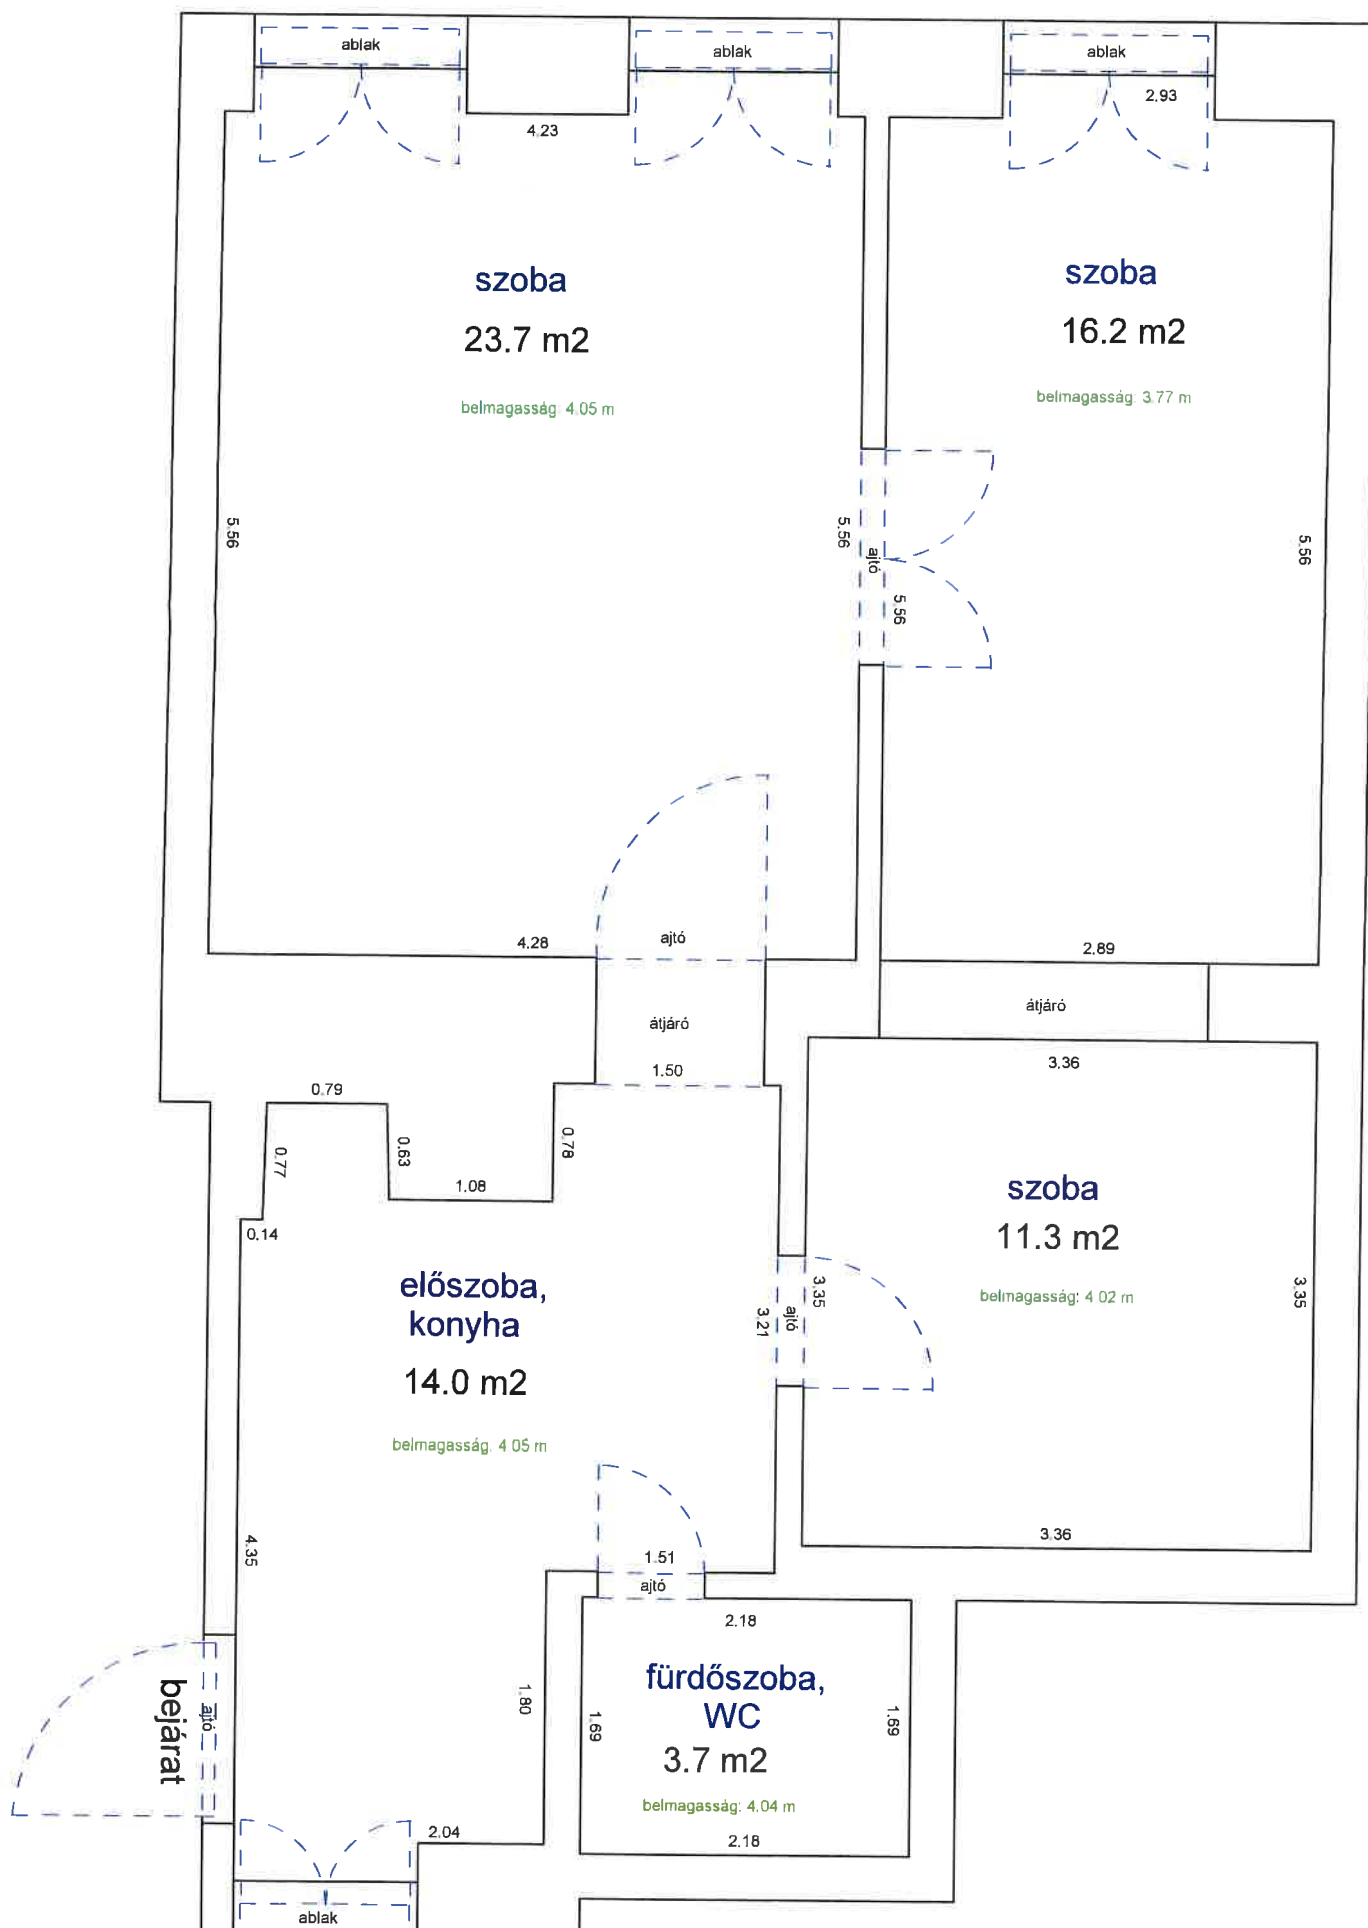 ablak
ablak
ablak
4.23
2.93
szoba
23.7 m2
belmagasság: 4.05 m
szoba
16.2 m2
belmagasság: 3.77 m
5.56
5.56
ajtó
5.56
5.56
4.28
ajtó
2.89
átjáró
1.50
átjáró
3.36
0.79
0.77
0.63
1.08
0.78
0.14
előszoba,
konyha
14.0 m2
belmagasság: 4.05 m
3.21
ajtó
3.35
szoba
11.3 m2
belmagasság: 4.02 m
3.35
3.36
4.35
1.51
ajtó
2.18
bejárat
ajtó
1.80
1.69
fürdőszoba,
WC
3.7 m2
belmagasság: 4.04 m
1.69
2.04
2.18
ablak